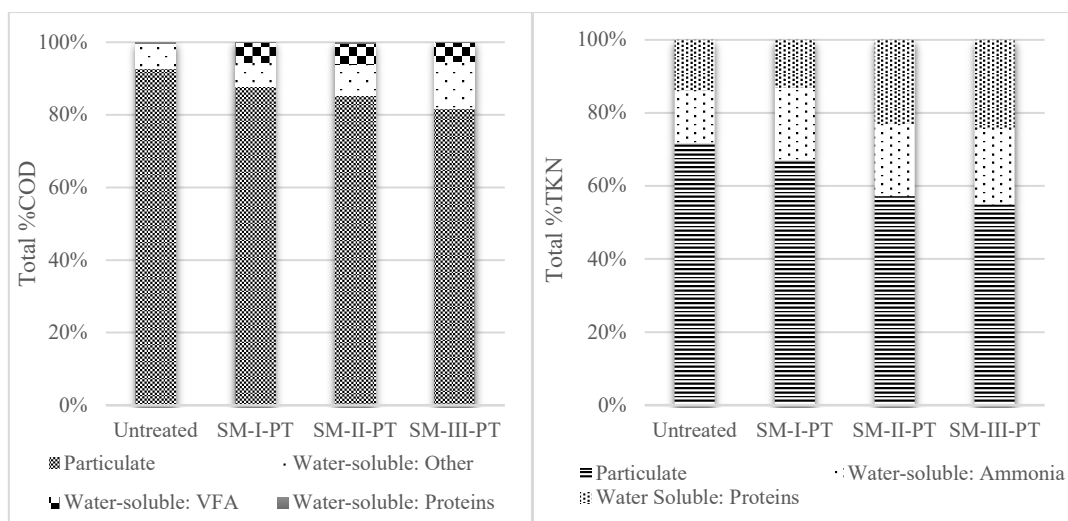 Total %COD
100%
80%
60%
40%
20%
0%
Untreated SM-I-PT SM-II-PT SM-III-PT
Particulate Water-soluble: Other
Water-soluble: VFA Water-soluble: Proteins
Total %TKN
100%
80%
60%
40%
20%
0%
Untreated SM-I-PT SM-II-PT SM-III-PT
Particulate Water-soluble: Ammonia
Water Soluble: Proteins